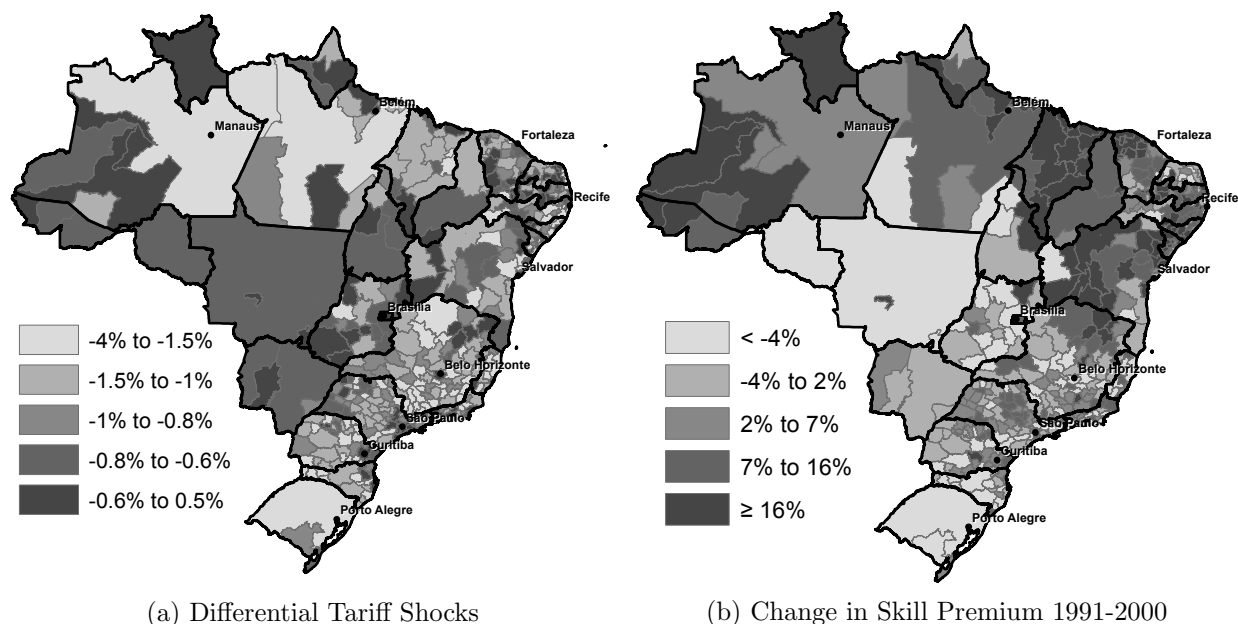 Manaus
Belém
Fortaleza
Recife
Salvador
Brasília
Belo Horizonte
São Paulo
Curitiba
Porto Alegre
-4% to -1.5%
-1.5% to -1%
-1% to -0.8%
-0.8% to -0.6%
-0.6% to 0.5%
(a) Differential Tariff Shocks
Manaus
Belém
Fortaleza
Recife
Salvador
Brasília
Belo Horizonte
São Paulo
Curitiba
Porto Alegre
< -4%
-4% to 2%
2% to 7%
7% to 16%
≥ 16%
(b) Change in Skill Premium 1991-2000